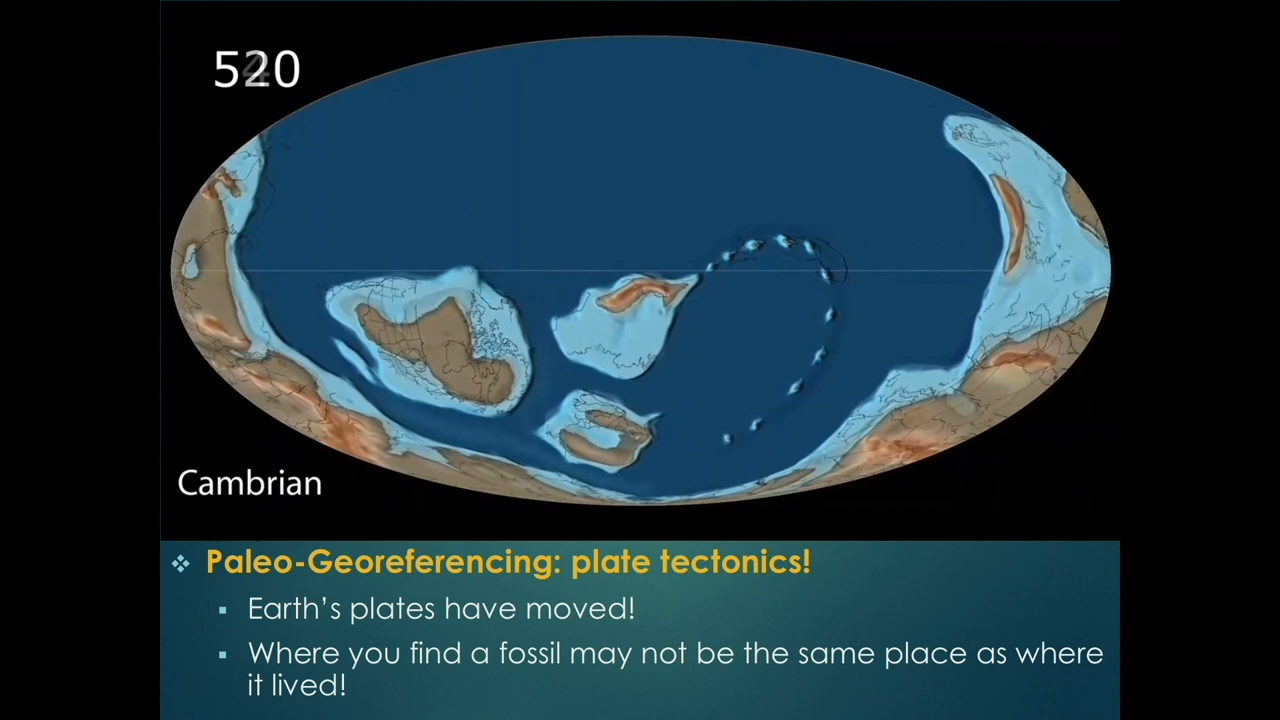 520
Cambrian
Paleo-Georeferencing: plate tectonics!
Earth's plates have moved!
Where you find a fossil may not be the same place as where
it lived!